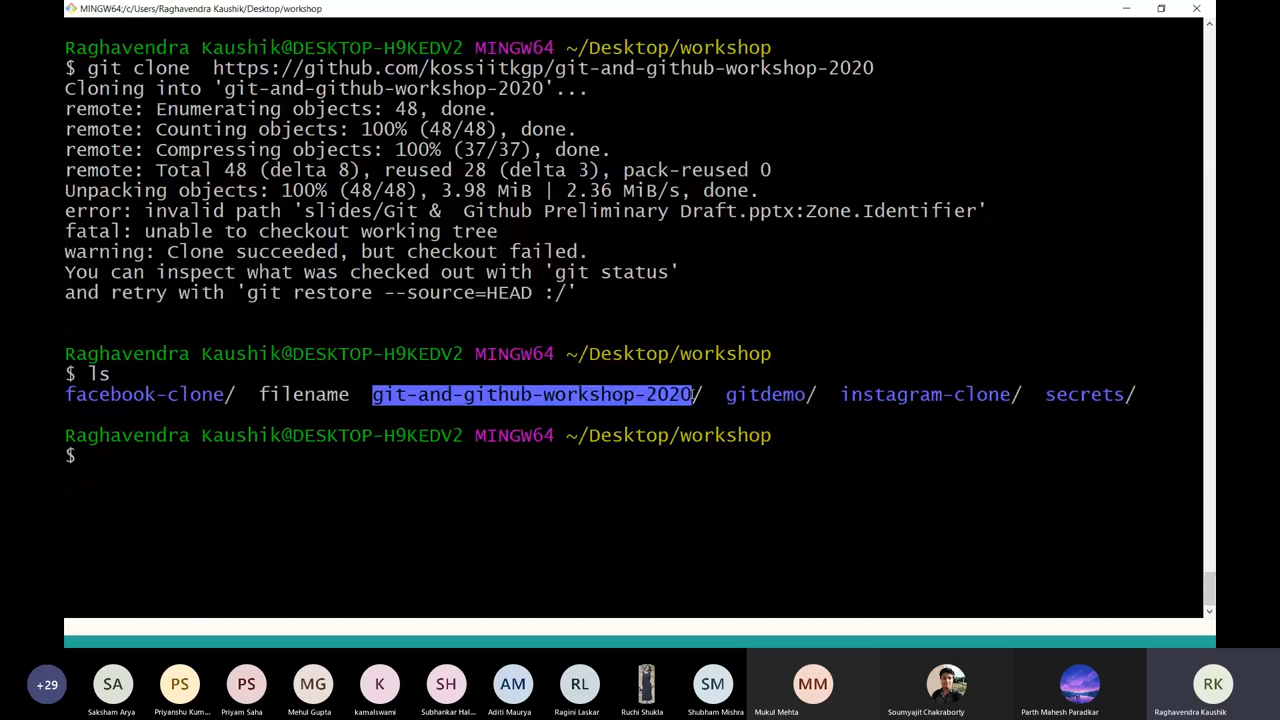 MINGW64:/c/Users/Raghavendra Kaushik/Desktop/workshop
Raghavendra Kaushik@DESKTOP-H9KEDV2 MINGW64 ~/Desktop/workshop
$ git clone  https://github.com/kossiitkgp/git-and-github-workshop-2020
Cloning into 'git-and-github-workshop-2020'...
remote: Enumerating objects: 48, done.
remote: Counting objects: 100% (48/48), done.
remote: Compressing objects: 100% (37/37), done.
remote: Total 48 (delta 8), reused 28 (delta 3), pack-reused 0
Unpacking objects: 100% (48/48), 3.98 MiB | 2.36 MiB/s, done.
error: invalid path 'slides/Git &  Github Preliminary Draft.pptx:Zone.Identifier'
fatal: unable to checkout working tree
warning: Clone succeeded, but checkout failed.
You can inspect what was checked out with 'git status'
and retry with 'git restore --source=HEAD :/'
Raghavendra Kaushik@DESKTOP-H9KEDV2 MINGW64 ~/Desktop/workshop
$ ls
facebook-clone/  filename  git-and-github-workshop-2020/  gitdemo/  instagram-clone/  secrets/
Raghavendra Kaushik@DESKTOP-H9KEDV2 MINGW64 ~/Desktop/workshop
$
+29 SA PS PS MG K SH AM RL SM MM RK
Saksham Arya Priyanshu Kum... Priyam Saha Mehul Gupta kamalswami Subhankar Hal... Aditi Maurya Ragini Laskar Ruchi Shukla Shubham Mishra Mukul Mehta Soumyajit Chakraborty Parth Mahesh Paradkar Raghavendra Kaushik